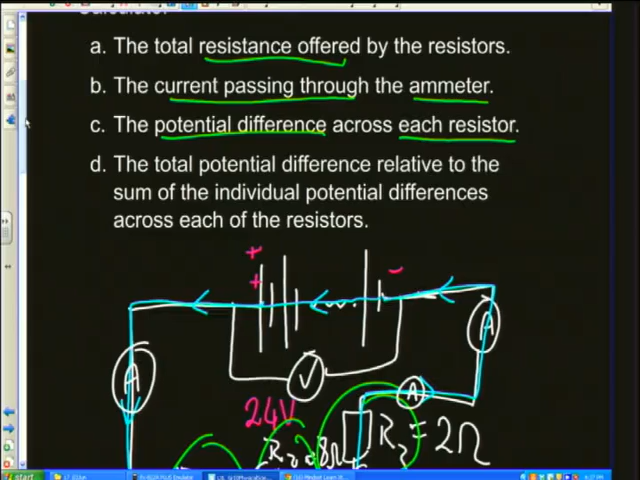 a. The total resistance offered by the resistors.
b. The current passing through the ammeter.
c. The potential difference across each resistor.
d. The total potential difference relative to the
sum of the individual potential differences
across each of the resistors.
+
+ -
A
A
V
A
24V
R₃ = 2Ω
start